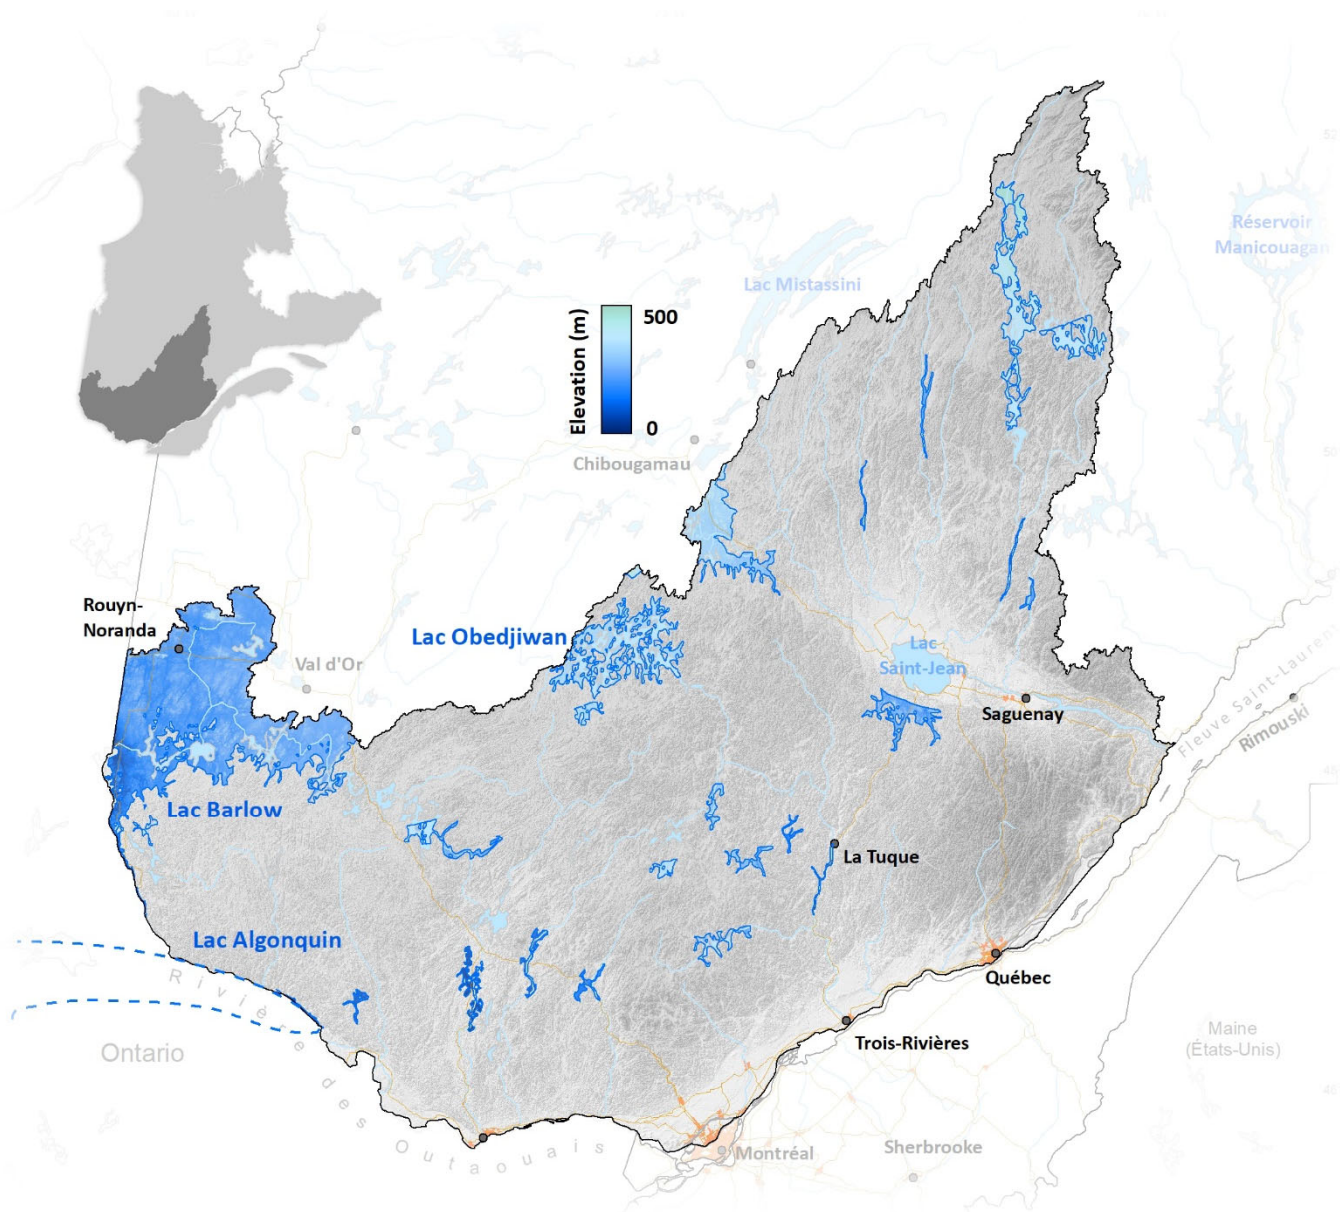 Réservoir
Manicouagan
Lac Mistassini
Elevation (m)
500
0
Chibougamau
Rouyn-
Noranda
Lac Obedjiwan
Val d'Or
Lac
Saint-Jean
Saguenay
Fleuve Saint-Laurent
Rimouski
Lac Barlow
La Tuque
Lac Algonquin
Québec
Rivière des Outaouais
Trois-Rivières
Maine
(États-Unis)
Ontario
Montréal
Sherbrooke